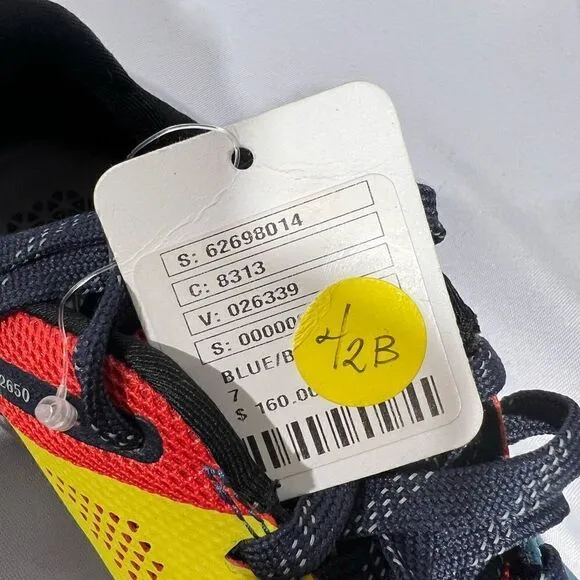 S: 62698014
C: 8313
V: 026339
S: 00000
BLUE/B
7
$ 160.00
4/2B
2650